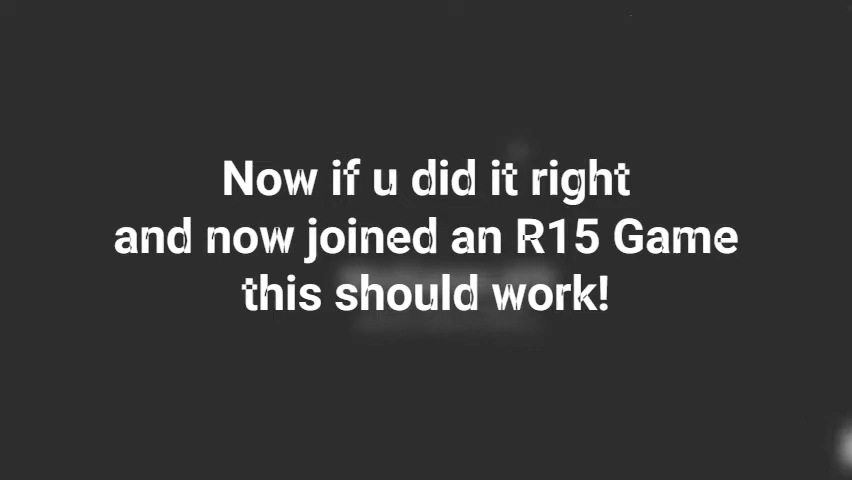 Now if u did it right
and now joined an R15 Game
this should work!